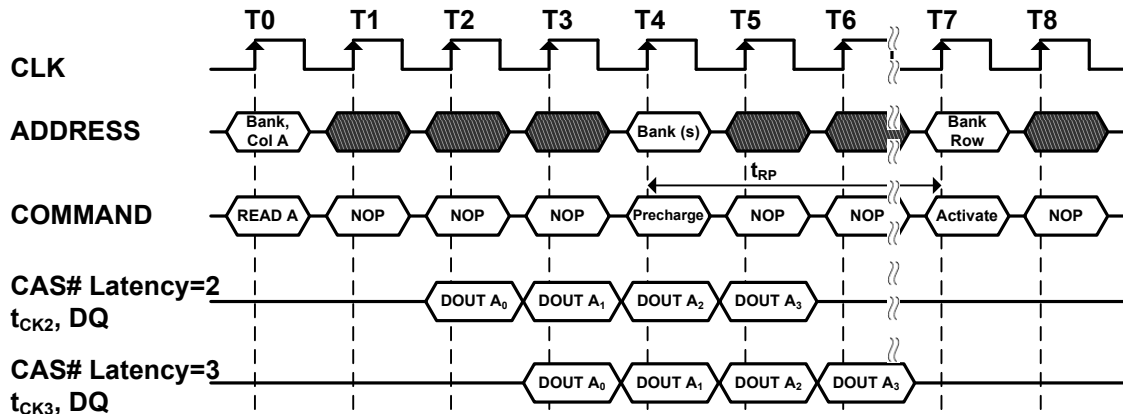 T0 T1 T2 T3 T4 T5 T6 T7 T8
CLK
ADDRESS
Bank,
Col A
Bank (s)
Bank
Row
tRP
COMMAND
READ A NOP NOP NOP Precharge NOP NOP Activate NOP
CAS# Latency=2
tCK2, DQ
DOUT A0 DOUT A1 DOUT A2 DOUT A3
CAS# Latency=3
tCK3, DQ
DOUT A0 DOUT A1 DOUT A2 DOUT A3